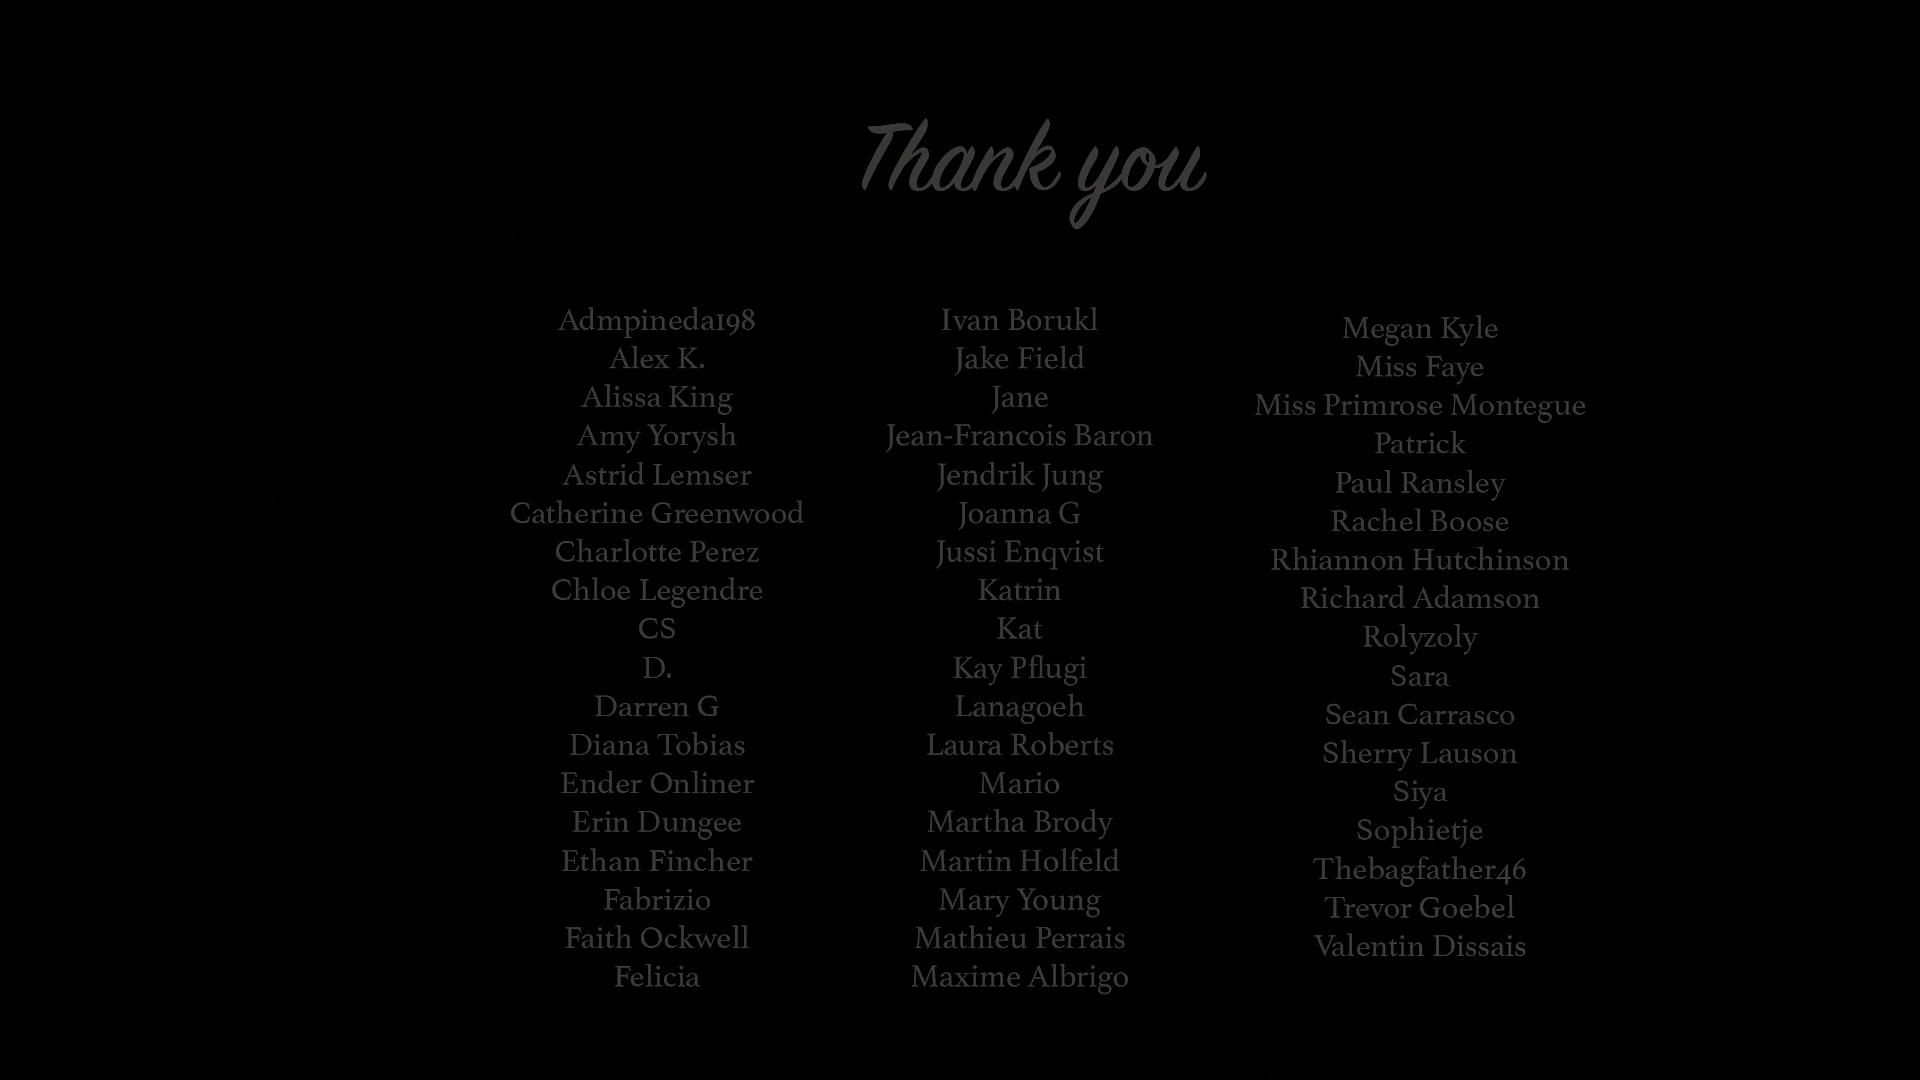 Thank you
Admpineda198
Alex K.
Alissa King
Amy Yorysh
Astrid Lemser
Catherine Greenwood
Charlotte Perez
Chloe Legendre
CS
D.
Darren G
Diana Tobias
Ender Onliner
Erin Dungee
Ethan Fincher
Fabrizio
Faith Ockwell
Felicia
Ivan Borukl
Jake Field
Jane
Jean-Francois Baron
Jendrik Jung
Joanna G
Jussi Enqvist
Katrin
Kat
Kay Pflugi
Lanagoeh
Laura Roberts
Mario
Martha Brody
Martin Holfeld
Mary Young
Mathieu Perrais
Maxime Albrigo
Megan Kyle
Miss Faye
Miss Primrose Montegue
Patrick
Paul Ransley
Rachel Boose
Rhiannon Hutchinson
Richard Adamson
Rolyzoly
Sara
Sean Carrasco
Sherry Lauson
Siya
Sophietje
Thebagfather46
Trevor Goebel
Valentin Dissais